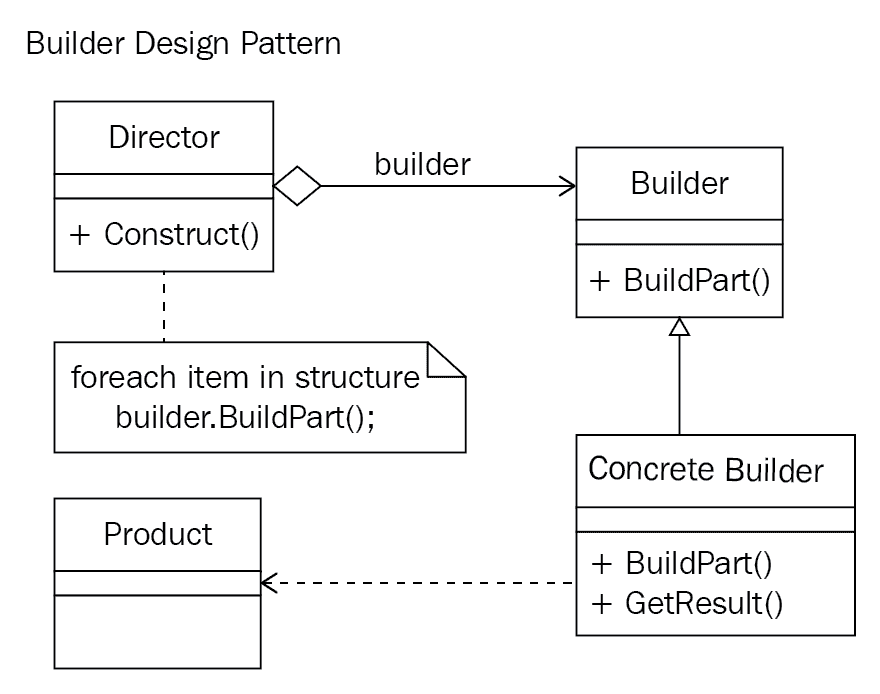 Builder Design Pattern
Director
+ Construct()
builder
Builder
+ BuildPart()
foreach item in structure
builder.BuildPart();
Concrete Builder
+ BuildPart()
+ GetResult()
Product